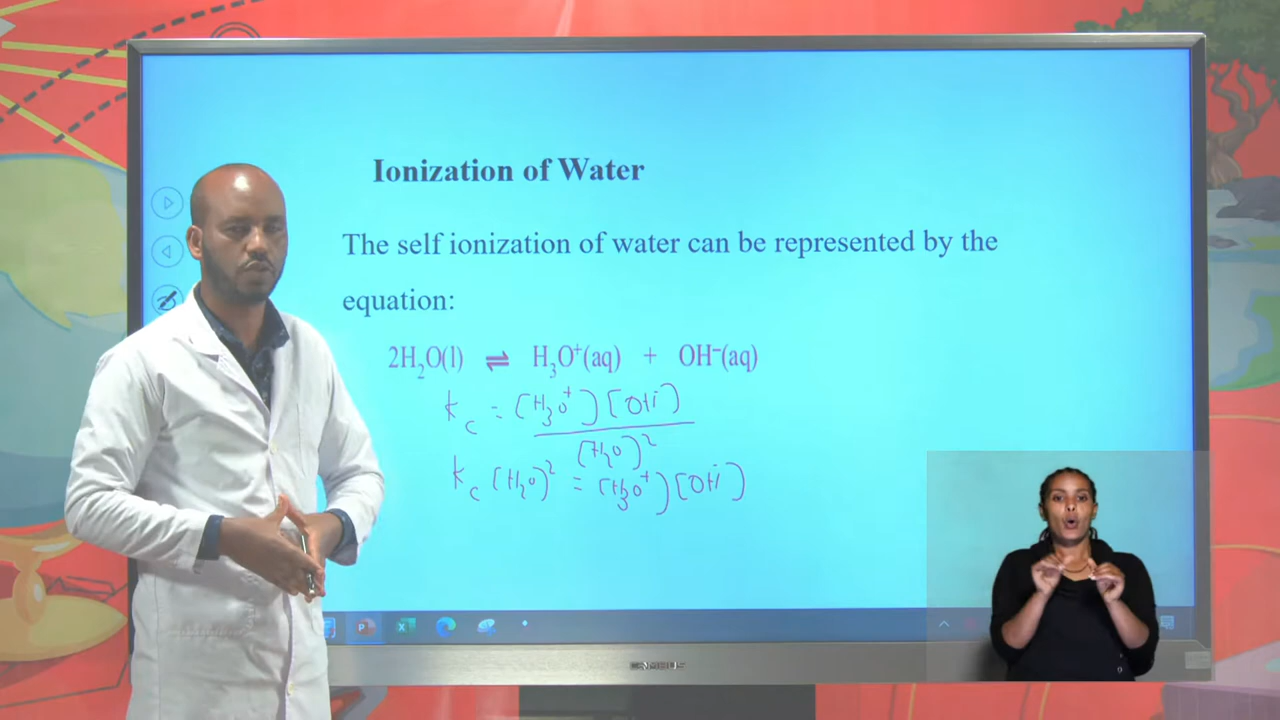 Ionization of Water
The self ionization of water can be represented by the
equation:
2H₂O(l) ⇌ H₃O⁺(aq) + OH⁻(aq)
Kc = [H₃O⁺][OH⁻]
[H₂O]²
Kc [H₂O]² = [H₃O⁺][OH⁻]